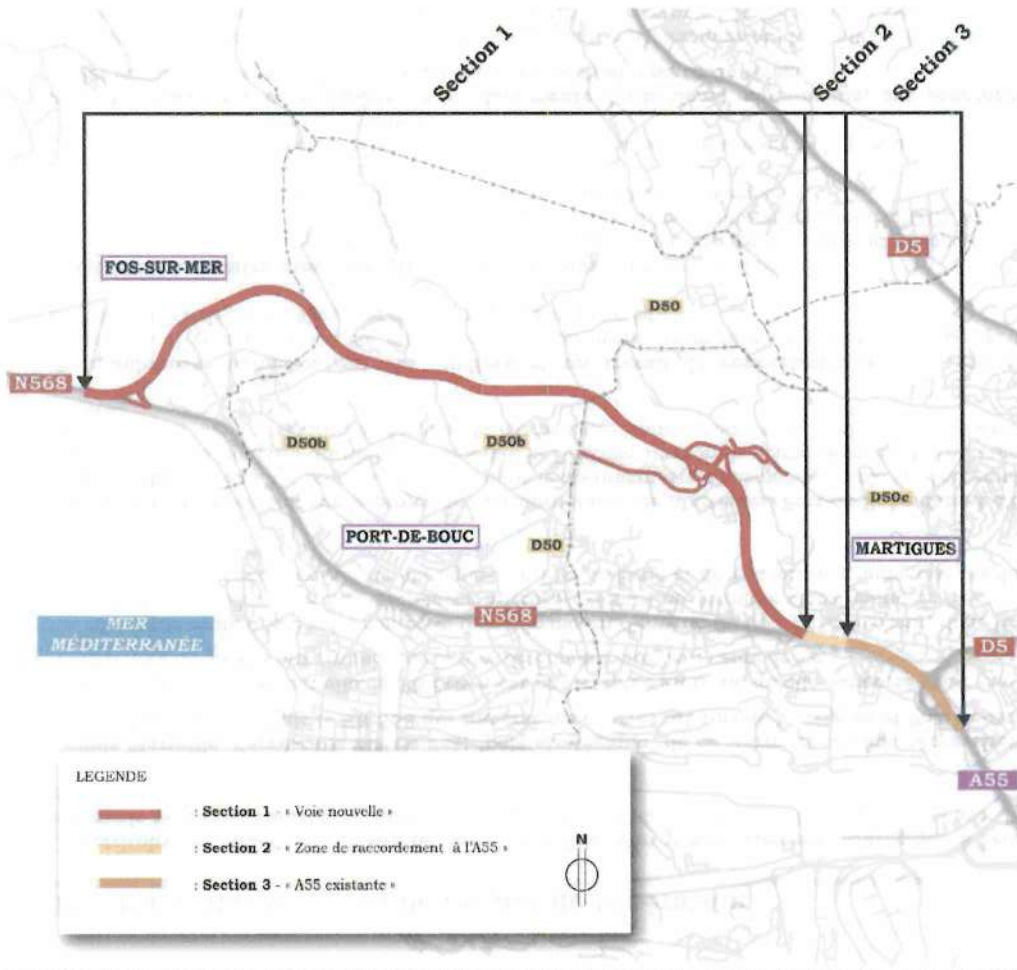 Section 1
Section 2
Section 3
D5
FOS-SUR-MER
D50
N568
D50b
D50b
D50c
PORT-DE-BOUC
D50
MARTIGUES
N568
MER
MÉDITERRANÉE
D5
A55
LEGENDE
: Section 1 - « Voie nouvelle »
: Section 2 - « Zone de raccordement à l'A55 »
: Section 3 - « A55 existante »
N